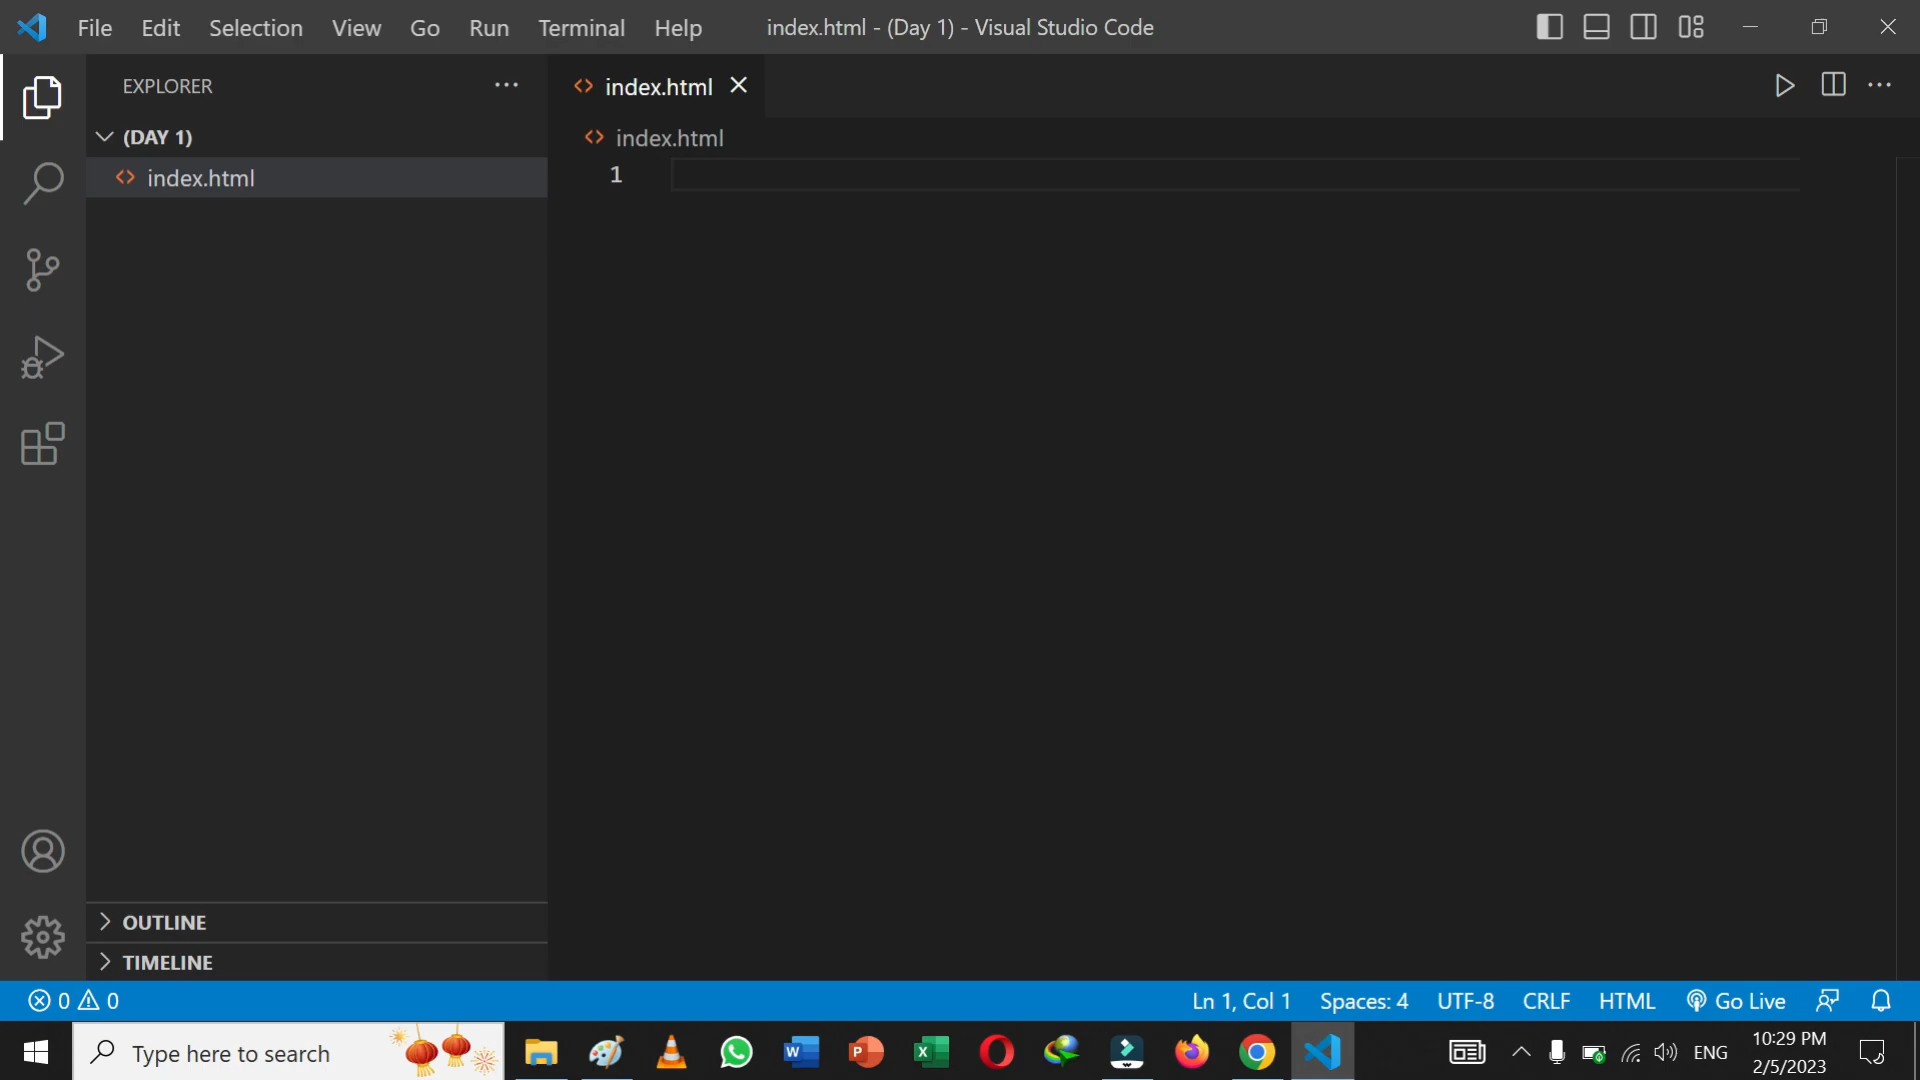 File Edit Selection View Go Run Terminal Help index.html - (Day 1) - Visual Studio Code
EXPLORER
(DAY 1)
index.html
OUTLINE
TIMELINE
index.html
index.html
1
0 0 Ln 1, Col 1 Spaces: 4 UTF-8 CRLF HTML Go Live
Type here to search
ENG
10:29 PM
2/5/2023